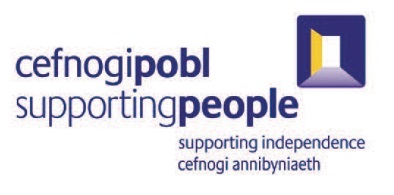 cefnogipobl
supportingpeople
supporting independence
cefnogi annibyniaeth